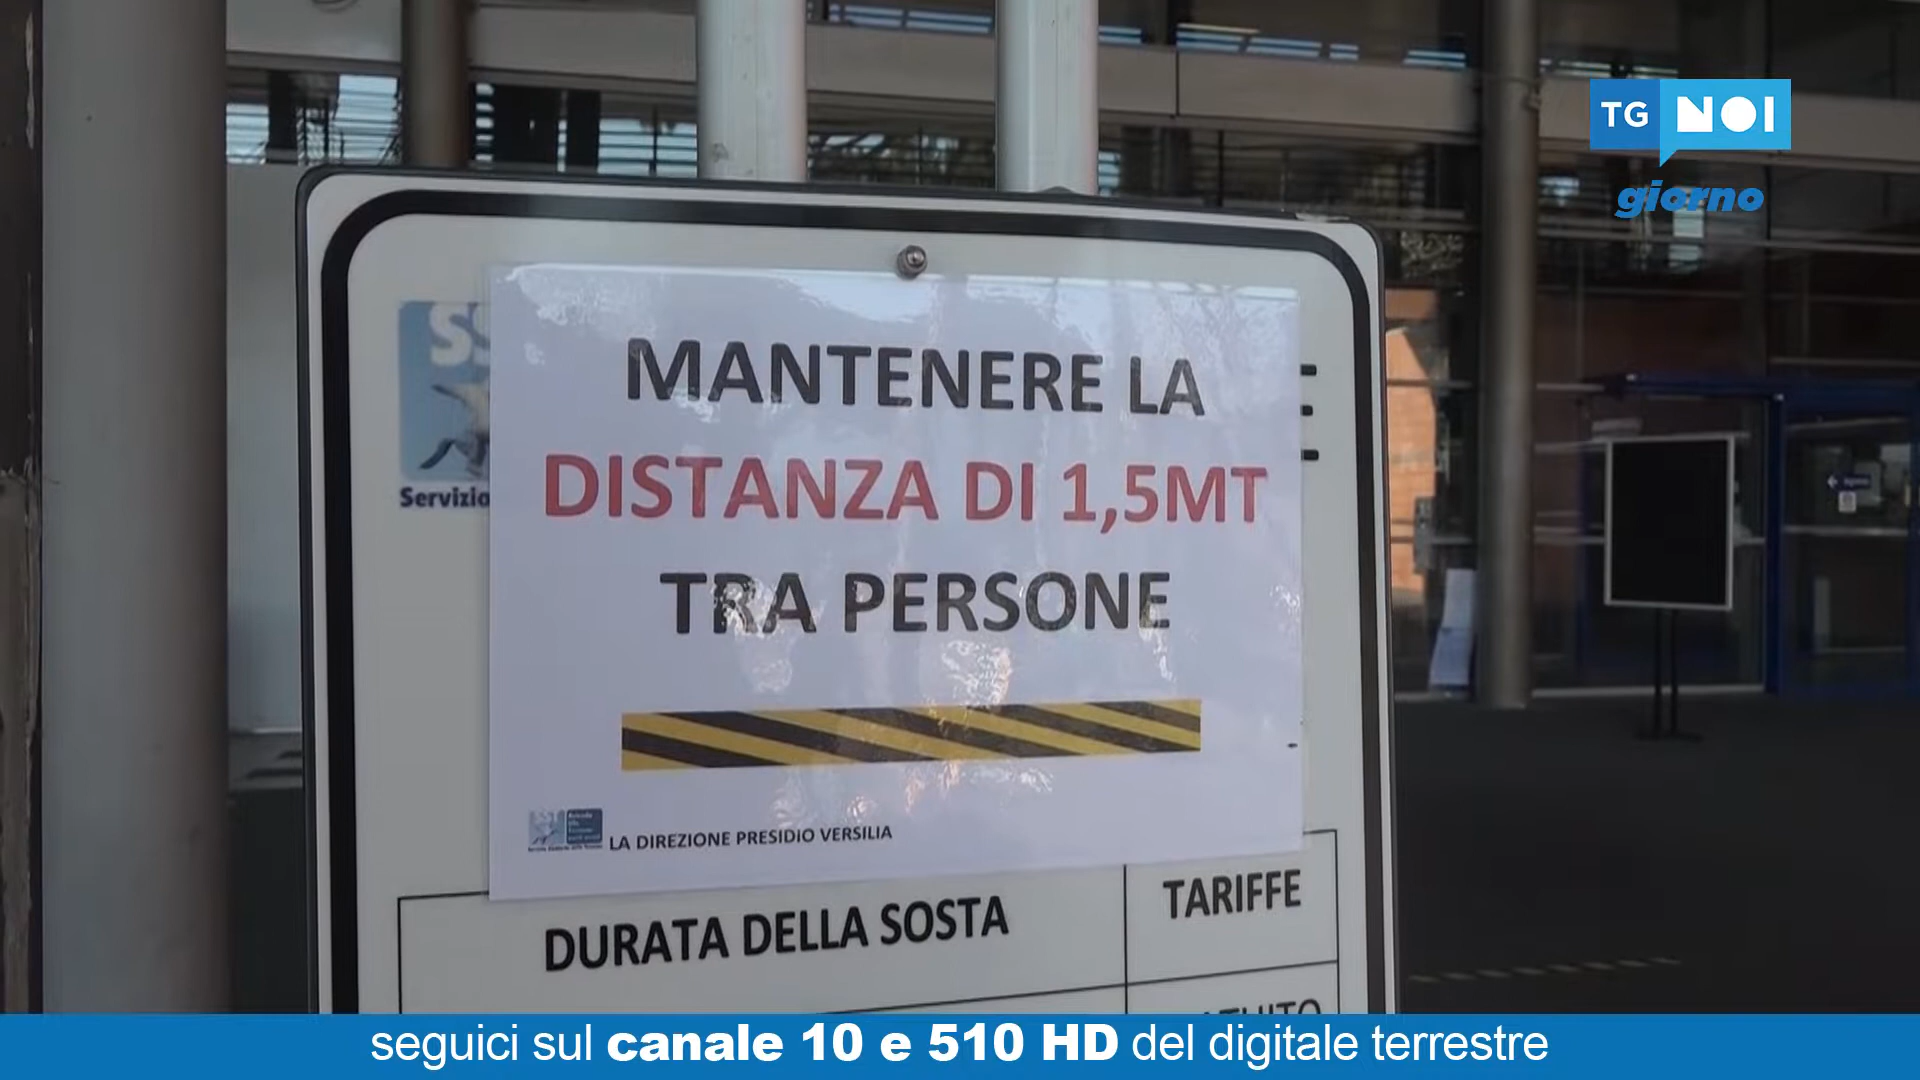 TG NOI
giorno
MANTENERE LA
DISTANZA DI 1,5MT
TRA PERSONE
Servizio
LA DIREZIONE PRESIDIO VERSILIA
DURATA DELLA SOSTA
TARIFFE
seguici sul canale 10 e 510 HD del digitale terrestre